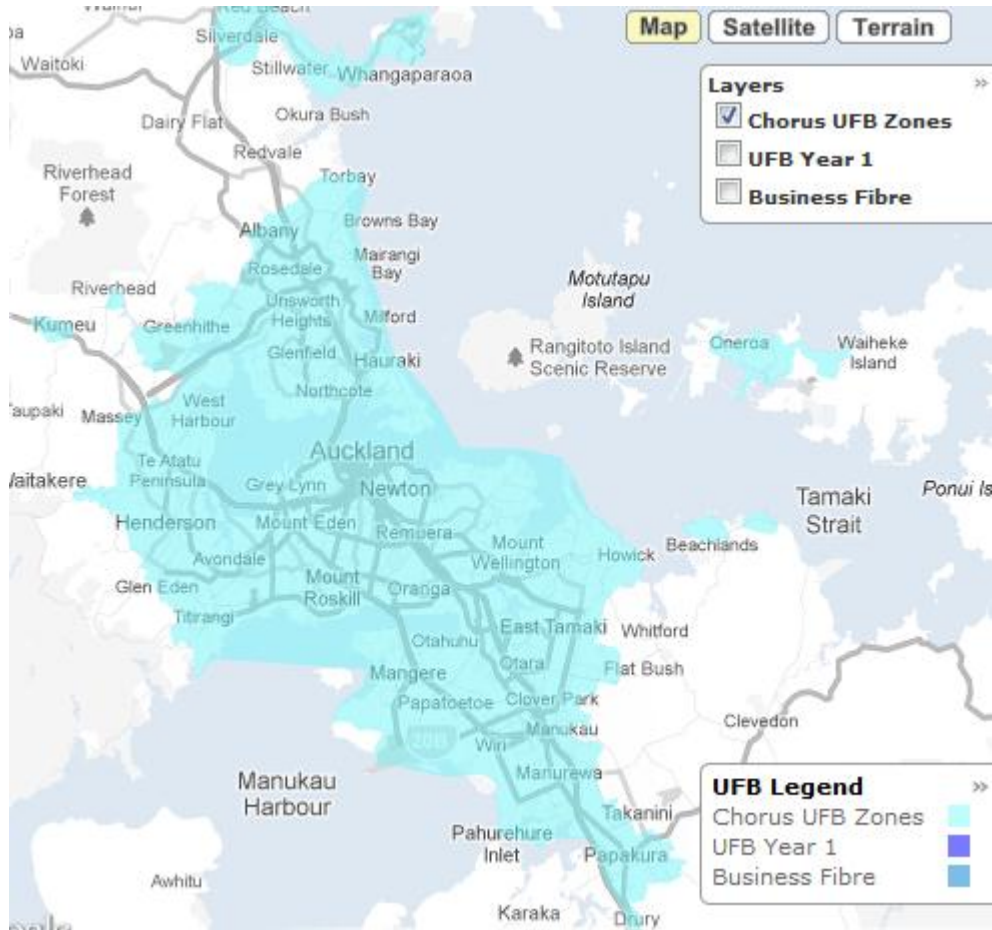 Red Beach
Silverdale
Waitoki
Stillwater
Whangaparaoa
Dairy Flat
Okura Bush
Redvale
Riverhead
Forest
Torbay
Albany
Browns Bay
Rosedale
Mairangi
Bay
Riverhead
Unsworth
Heights
Kumeu
Greenhithe
Milford
Glenfield
Hauraki
Northcote
West
Harbour
Massey
Motutapu
Island
Rangitoto Island
Scenic Reserve
Oneroa
Waiheke
Island
Auckland
Te Atatu
Peninsula
Grey Lynn
Newton
Henderson
Mount Eden
Remuera
Mount
Wellington
Howick
Beachlands
Tamaki
Strait
Avondale
Glen Eden
Mount
Roskill
Oranga
Titirangi
East Tamaki
Whitford
Otahuhu
Otara
Flat Bush
Mangere
Papatoetoe
Clover Park
Manukau
Clevedon
Wiri
Manurewa
Manukau
Harbour
Takanini
Pahurehure
Inlet
Papakura
Awhitu
Karaka
Drury
Map
Satellite
Terrain
Layers »
Chorus UFB Zones
UFB Year 1
Business Fibre
UFB Legend »
Chorus UFB Zones
UFB Year 1
Business Fibre